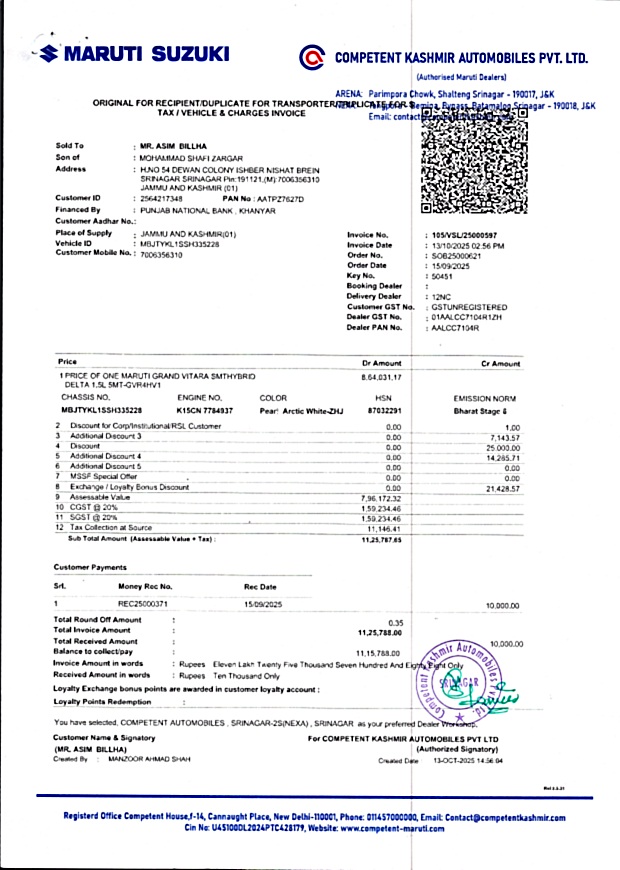 MARUTI SUZUKI
COMPETENT KASHMIR AUTOMOBILES PVT. LTD.
(Authorised Maruti Dealers)
ARENA: Parimpora Chowk, Shalteng Srinagar - 190017, J&K
Bemina, Bypass, Batamaloo, Srinagar - 190018, J&K
ORIGINAL FOR RECIPIENT/DUPLICATE FOR TRANSPORTER/TRIPLICATE FOR S
Email:
TAX / VEHICLE & CHARGES INVOICE
Sold To : MR. ASIM BILLHA
Son of : MOHAMMAD SHAFI ZARGAR
Address : H.NO 54 DEWAN COLONY ISHBER NISHAT BREIN
SRINAGAR SRINAGAR Pin:191121,(M):7006356310
JAMMU AND KASHMIR (01)
Customer ID : 2564217348 PAN No : AATPZ7627D
Financed By : PUNJAB NATIONAL BANK , KHANYAR
Customer Aadhar No.:
Place of Supply : JAMMU AND KASHMIR(01)
Vehicle ID : MBJTYKL1SSH335228
Customer Mobile No. : 7006356310
Invoice No. : 105/VSL/25000597
Invoice Date : 13/10/2025 02:56 PM
Order No. : SOB25000621
Order Date : 15/09/2025
Key No. : 50451
Booking Dealer :
Delivery Dealer : 12NC
Customer GST No. : GSTUNREGISTERED
Dealer GST No. : 01AALCC7104R1ZH
Dealer PAN No. : AALCC7104R
Price Dr Amount Cr Amount
1 PRICE OF ONE MARUTI GRAND VITARA SMTHYBRID 8,64,031.17
DELTA 1.5L 5MT-GVR4HV1
CHASSIS NO. ENGINE NO. COLOR HSN EMISSION NORM
MBJTYKL1SSH335228 K15CN 7784937 Pearl Arctic White-ZHJ 87032291 Bharat Stage 6
2 Discount for Corp/Institutional/RSL Customer 0.00 1.00
3 Additional Discount 3 0.00 7,143.57
4 Discount 0.00 25,000.00
5 Additional Discount 4 0.00 14,285.71
6 Additional Discount 5 0.00 0.00
7 MSSF Special Offer 0.00 0.00
8 Exchange / Loyalty Bonus Discount 0.00 21,428.57
9 Assessable Value 7,96,172.32
10 CGST @ 20% 1,59,234.46
11 SGST @ 20% 1,59,234.46
12 Tax Collection at Source 11,146.41
Sub Total Amount (Assessable Value + Tax) : 11,25,787.65
Customer Payments
Srl. Money Rec No. Rec Date
1 REC25000371 15/09/2025 10,000.00
Total Round Off Amount : 0.35
Total Invoice Amount : 11,25,788.00
Total Received Amount : 10,000.00
Balance to collect/pay : 11,15,788.00
Invoice Amount in words : Rupees Eleven Lakh Twenty Five Thousand Seven Hundred And Eighty Eight Only
Received Amount in words : Rupees Ten Thousand Only
Loyalty Exchange bonus points are awarded in customer loyalty account :
Loyalty Points Redemption :
Competent Kashmir Automobiles Pvt. Ltd.
SRINAGAR
You have selected, COMPETENT AUTOMOBILES , SRINAGAR-2S(NEXA) , SRINAGAR as your preferred Dealer Workshop.
Customer Name & Signatory For COMPETENT KASHMIR AUTOMOBILES PVT LTD
(MR. ASIM BILLHA) (Authorized Signatory)
Created By : MANZOOR AHMAD SHAH Created Date 13-OCT-2025 14:56:04
Registerd Office Competent House,f-14, Cannaught Place, New Delhi-110001, Phone: 011457000000, Email: Contact@competentkashmir.com
Cin No: U45100DL2024PTC428179, Website: www.competent-maruti.com